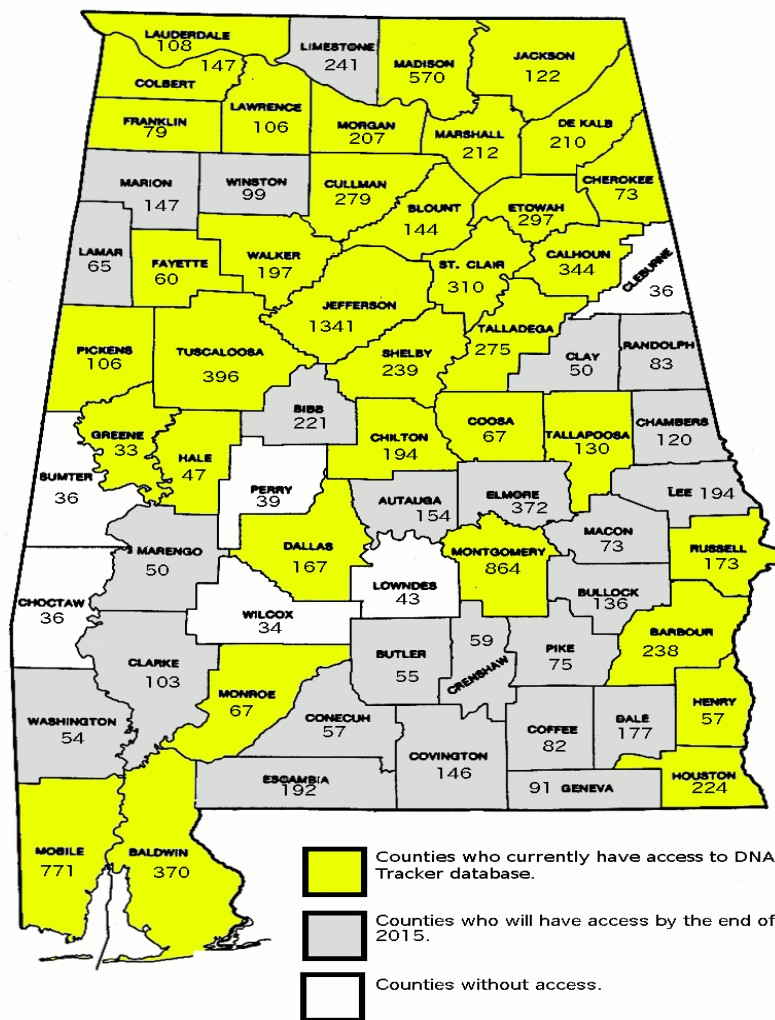 LAUDERDALE
108
LIMESTONE
241
MADISON
570
JACKSON
122
147
COLBERT
LAWRENCE
106
FRANKLIN
79
MORGAN
207
MARSHALL
212
DE KALB
210
CHEROKEE
73
MARION
147
WINSTON
99
CULLMAN
279
BLOUNT
144
ETOWAH
297
LAMAR
65
FAYETTE
60
WALKER
197
ST. CLAIR
310
CALHOUN
344
CLEBURNE
36
JEFFERSON
1341
PICKENS
106
TUSCALOOSA
396
SHELBY
239
TALLADEGA
275
CLAY
50
RANDOLPH
83
BIBB
221
GREENE
33
HALE
47
CHILTON
194
COOSA
67
TALLAPOOSA
130
CHAMBERS
120
SUMTER
36
PERRY
39
AUTAUGA
154
ELMORE
372
LEE 194
MACON
73
MARENGO
50
DALLAS
167
MONTGOMERY
864
RUSSELL
173
LOWNDES
43
BULLOCK
136
CHOCTAW
36
WILCOX
34
BARBOUR
238
CLARKE
103
BUTLER
55
59
CRENSHAW
PIKE
75
MONROE
67
WASHINGTON
54
CONECUH
57
COVINGTON
146
COFFEE
82
DALE
177
HENRY
57
ESCAMBIA
192
91 GENEVA
HOUSTON
224
MOBILE
771
BALDWIN
370
Counties who currently have access to DNA
Tracker database.
Counties who will have access by the end of
2015.
Counties without access.